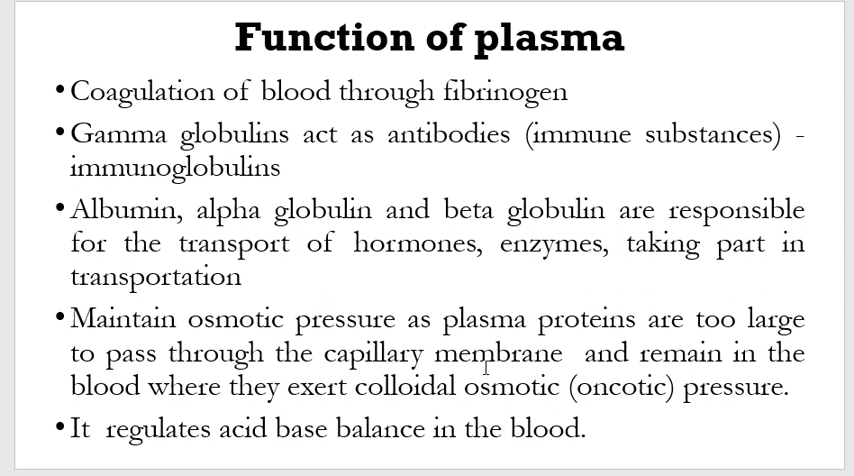 Function of plasma
•Coagulation of blood through fibrinogen
•Gamma globulins act as antibodies (immune substances) -
immunoglobulins
•Albumin, alpha globulin and beta globulin are responsible
for the transport of hormones, enzymes, taking part in
transportation
•Maintain osmotic pressure as plasma proteins are too large
to pass through the capillary membrane and remain in the
blood where they exert colloidal osmotic (oncotic) pressure.
•It regulates acid base balance in the blood.